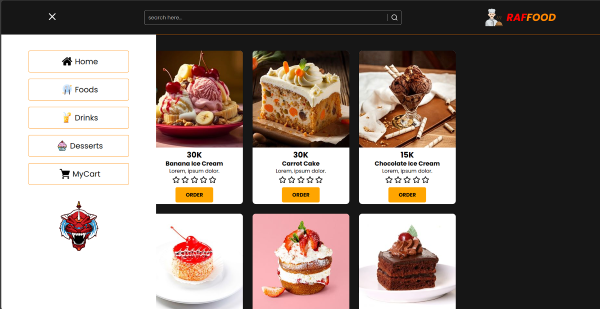 search here..
RAFFOOD
Home
Foods
Drinks
Desserts
MyCart
30K
Banana Ice Cream
Lorem, ipsum dolor.
ORDER
30K
Carrot Cake
Lorem, ipsum dolor.
ORDER
15K
Chocolate Ice Cream
Lorem, ipsum dolor.
ORDER